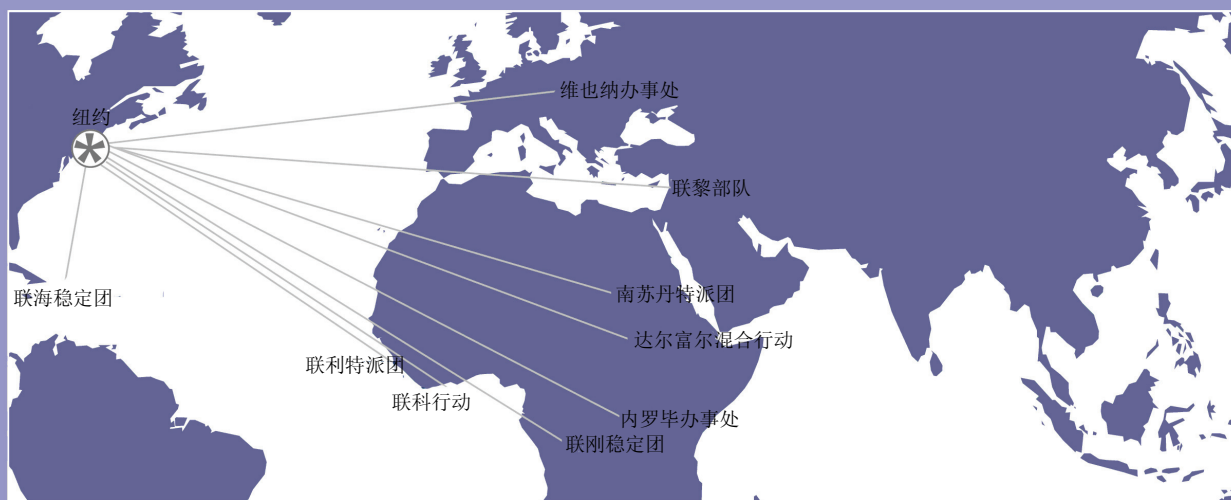 维也纳办事处
纽约
联黎部队
南苏丹特派团
联海稳定团
达尔富尔混合行动
联利特派团
联科行动
内罗毕办事处
联刚稳定团